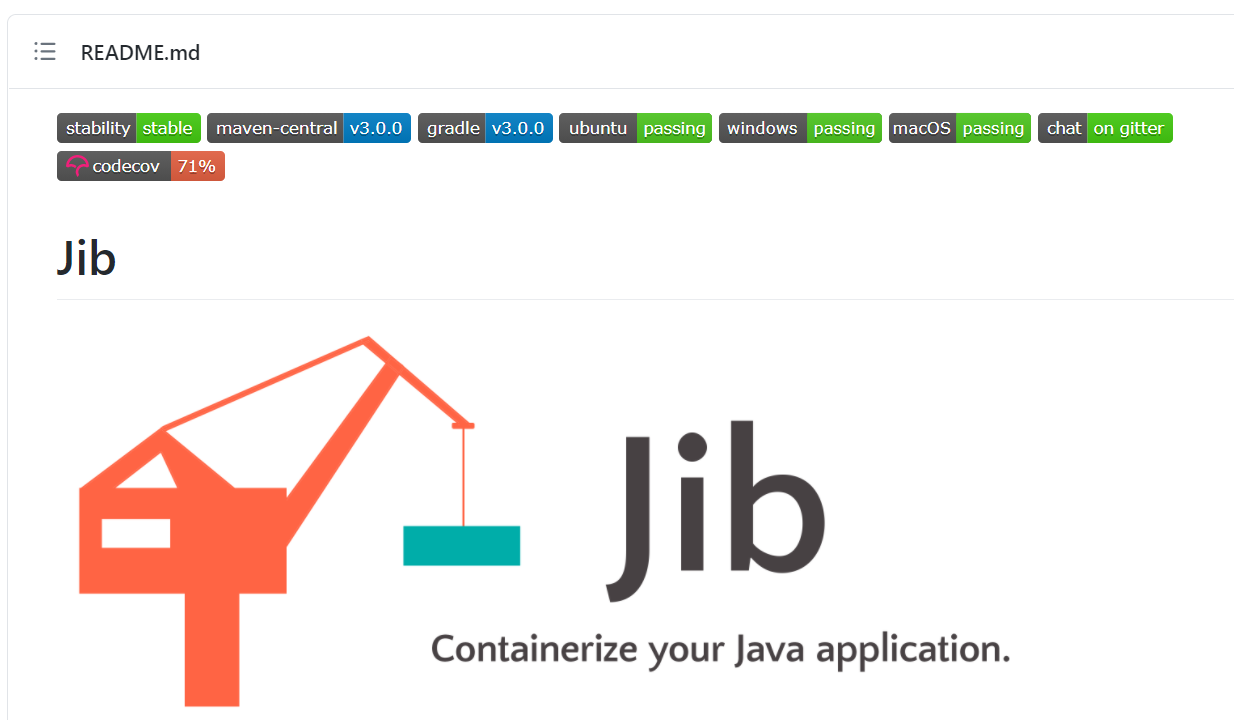 README.md
stability stable maven-central v3.0.0 gradle v3.0.0 ubuntu passing windows passing macOS passing chat on gitter
codecov 71%
Jib
Jib
Containerize your Java application.